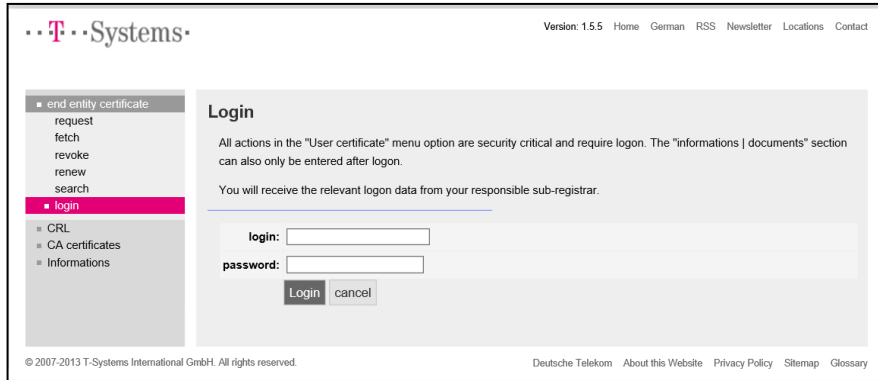 ··T··Systems·
Version: 1.5.5 Home German RSS Newsletter Locations Contact
end entity certificate
request
fetch
revoke
renew
search
login
CRL
CA certificates
Informations
Login
All actions in the "User certificate" menu option are security critical and require logon. The "informations | documents" section
can also only be entered after logon.
You will receive the relevant logon data from your responsible sub-registrar.
login:
password:
Login cancel
© 2007-2013 T-Systems International GmbH. All rights reserved.
Deutsche Telekom About this Website Privacy Policy Sitemap Glossary